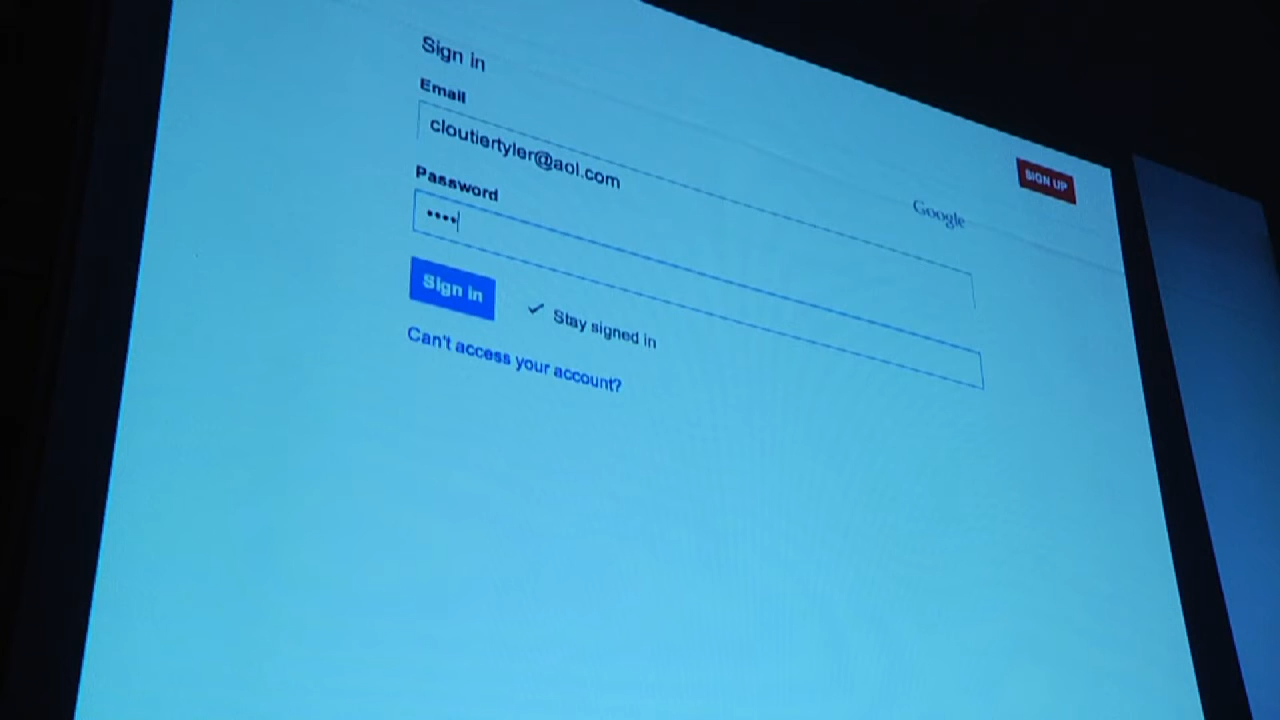 Sign in
Email
cloutiertyler@aol.com
SIGN UP
Google
Password
••••
Sign in
Stay signed in
Can't access your account?